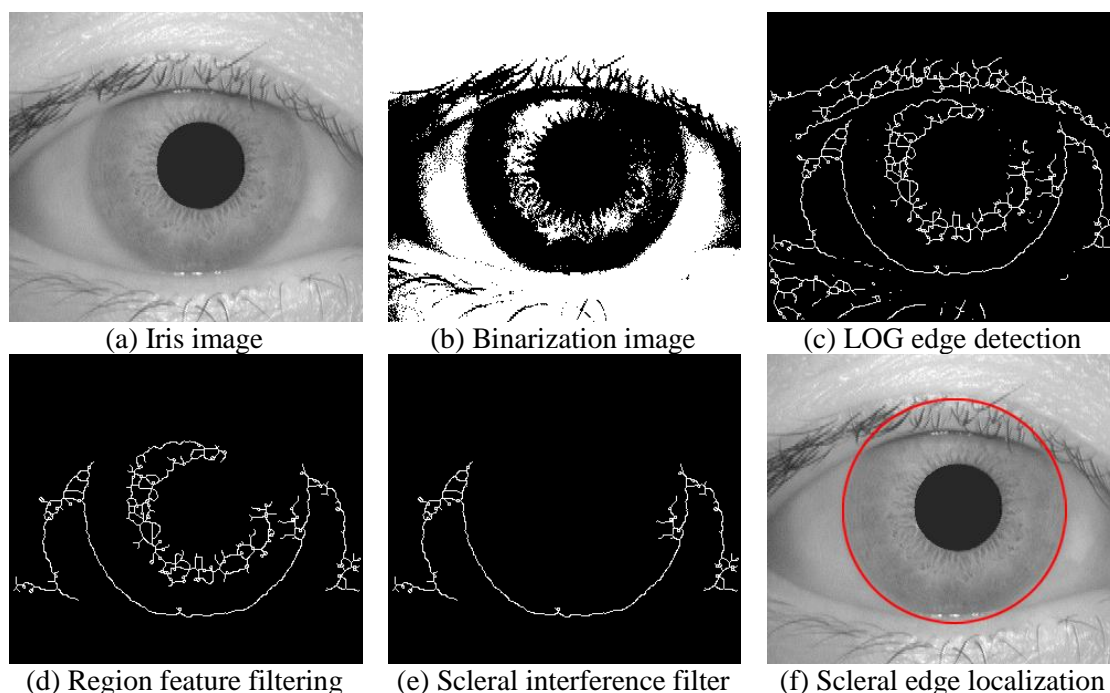 (a) Iris image
(b) Binarization image
(c) LOG edge detection
(d) Region feature filtering
(e) Scleral interference filter
(f) Scleral edge localization